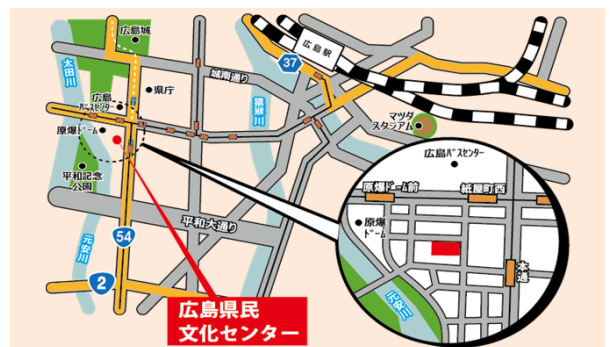 広島城
広島駅
37
太田川
城南通り
県庁
広島
バスセンター
猿猴川
原爆ドーム
マツダ
スタジアム
平和記念
公園
平和大通り
元安川
54
2
広島県民
文化センター
広島バスセンター
原爆ドーム前
紙屋町西
原爆
ドーム
本通
元安川